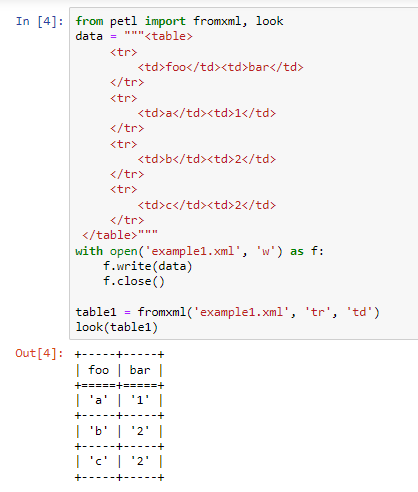 In [4]: from petl import fromxml, look
data = """<table>
     <tr>
         <td>foo</td><td>bar</td>
     </tr>
     <tr>
         <td>a</td><td>1</td>
     </tr>
     <tr>
         <td>b</td><td>2</td>
     </tr>
     <tr>
         <td>c</td><td>2</td>
     </tr>
 </table>"""
with open('example1.xml', 'w') as f:
    f.write(data)
    f.close()

table1 = fromxml('example1.xml', 'tr', 'td')
look(table1)
Out[4]: +-----+-----+
| foo | bar |
+=====+=====+
| 'a' | '1' |
+-----+-----+
| 'b' | '2' |
+-----+-----+
| 'c' | '2' |
+-----+-----+